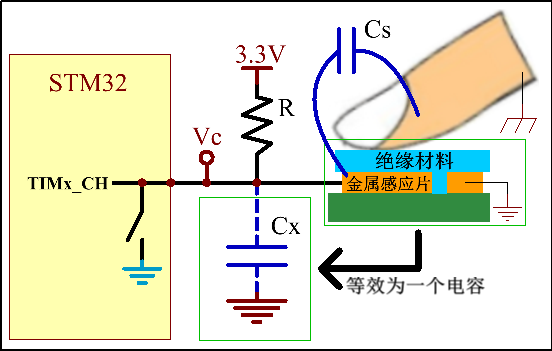 Cs
3.3V
STM32
R
Vc
绝缘材料
TIMx_CH
金属感应片
Cx
等效为一个电容